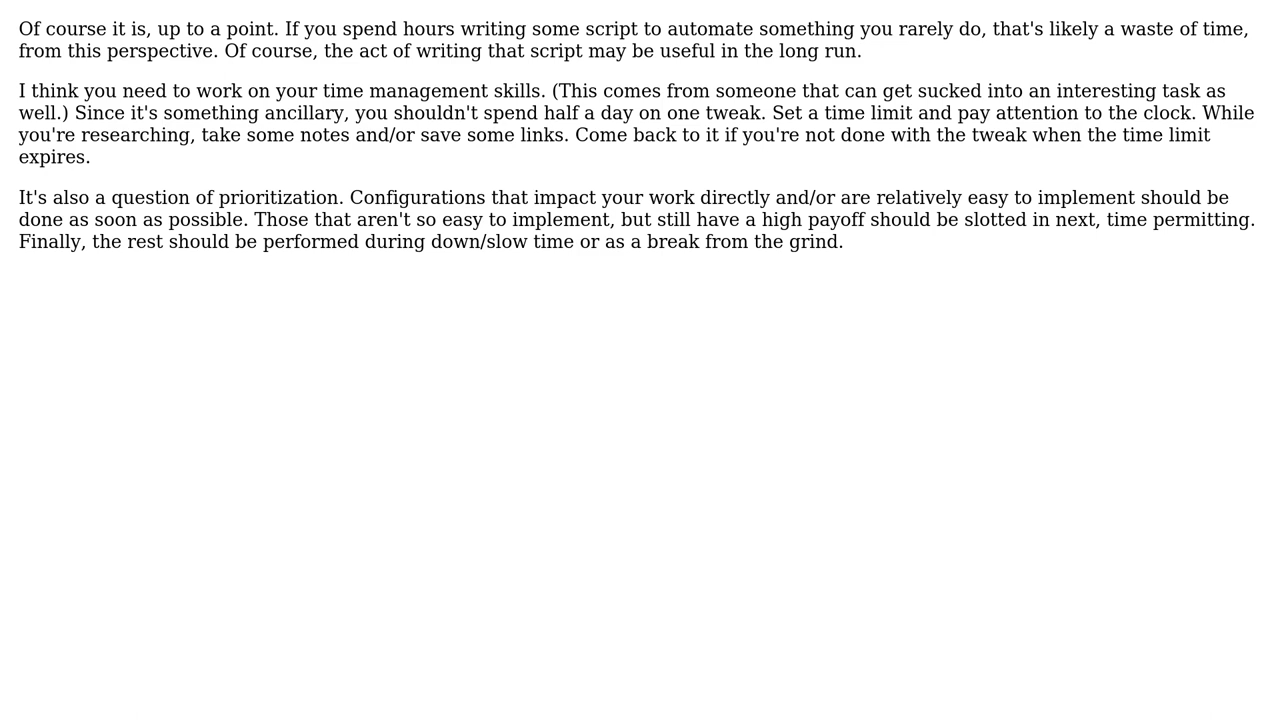 Of course it is, up to a point. If you spend hours writing some script to automate something you rarely do, that's likely a waste of time,
from this perspective. Of course, the act of writing that script may be useful in the long run.
I think you need to work on your time management skills. (This comes from someone that can get sucked into an interesting task as
well.) Since it's something ancillary, you shouldn't spend half a day on one tweak. Set a time limit and pay attention to the clock. While
you're researching, take some notes and/or save some links. Come back to it if you're not done with the tweak when the time limit
expires.
It's also a question of prioritization. Configurations that impact your work directly and/or are relatively easy to implement should be
done as soon as possible. Those that aren't so easy to implement, but still have a high payoff should be slotted in next, time permitting.
Finally, the rest should be performed during down/slow time or as a break from the grind.